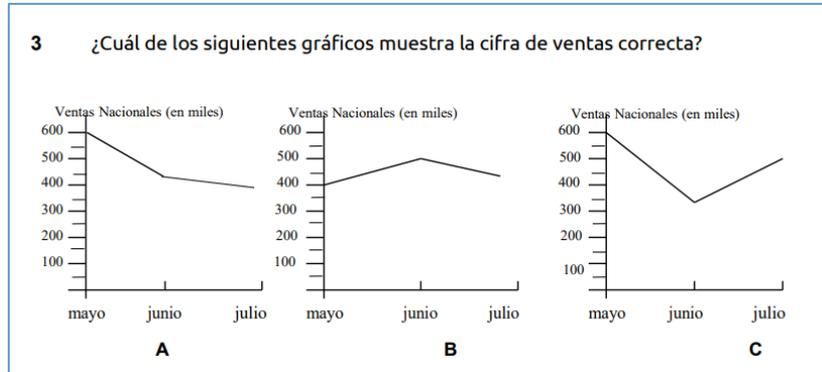 3 ¿Cuál de los siguientes gráficos muestra la cifra de ventas correcta?
Ventas Nacionales (en miles)
600
500
400
300
200
100
mayo junio julio
A
Ventas Nacionales (en miles)
600
500
400
300
200
100
mayo junio julio
B
Ventas Nacionales (en miles)
600
500
400
300
200
100
mayo junio julio
C